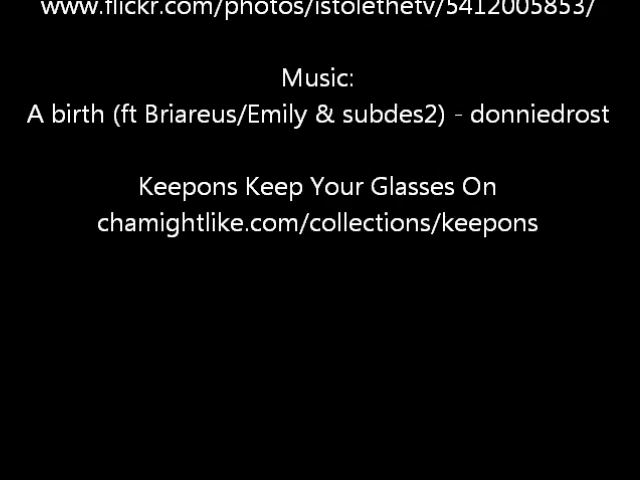 www.flickr.com/photos/istolethetv/5412005853/
Music:
A birth (ft Briareus/Emily & subdes2) - donniedrost
Keepons Keep Your Glasses On
chamightlike.com/collections/keepons